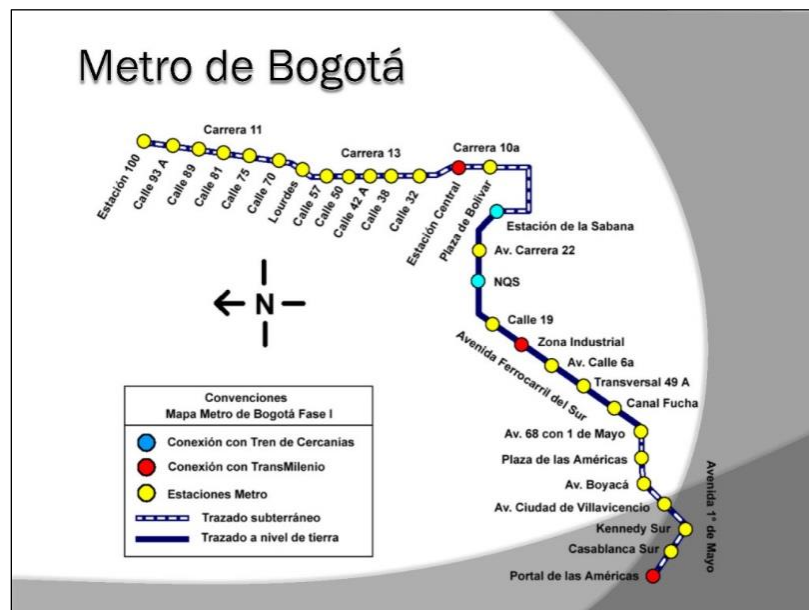 Metro de Bogotá
Carrera 11
Carrera 13
Carrera 10a
Estación 100
Calle 93 A
Calle 89
Calle 81
Calle 75
Calle 70
Lourdes
Calle 57
Calle 50
Calle 42 A
Calle 38
Calle 32
Estación Central
Plaza de Bolívar
Estación de la Sabana
Av. Carrera 22
NQS
N
Calle 19
Zona Industrial
Av. Calle 6a
Transversal 49 A
Canal Fucha
Avenida Ferrocarril del Sur
Av. 68 con 1 de Mayo
Plaza de las Américas
Av. Boyacá
Av. Ciudad de Villavicencio
Kennedy Sur
Casablanca Sur
Portal de las Américas
Avenida 1° de Mayo
Convenciones
Mapa Metro de Bogotá Fase I
Conexión con Tren de Cercanias
Conexión con TransMilenio
Estaciones Metro
Trazado subterráneo
Trazado a nivel de tierra